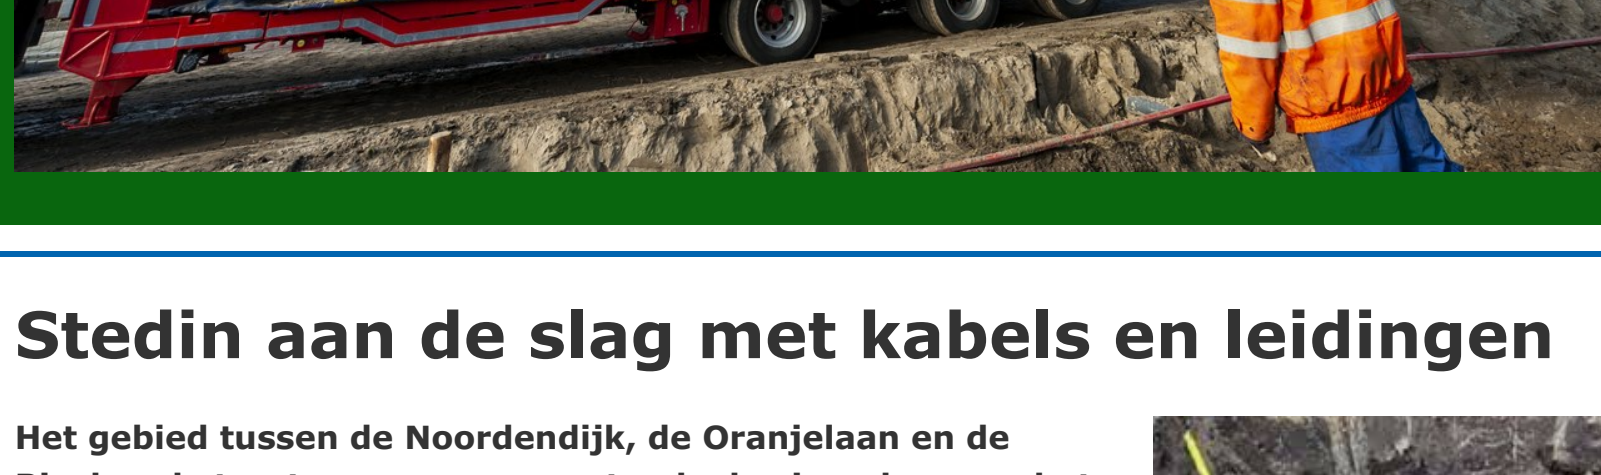 Stedin aan de slag met kabels en leidingen
Het gebied tussen de Noordendijk, de Oranjelaan en de